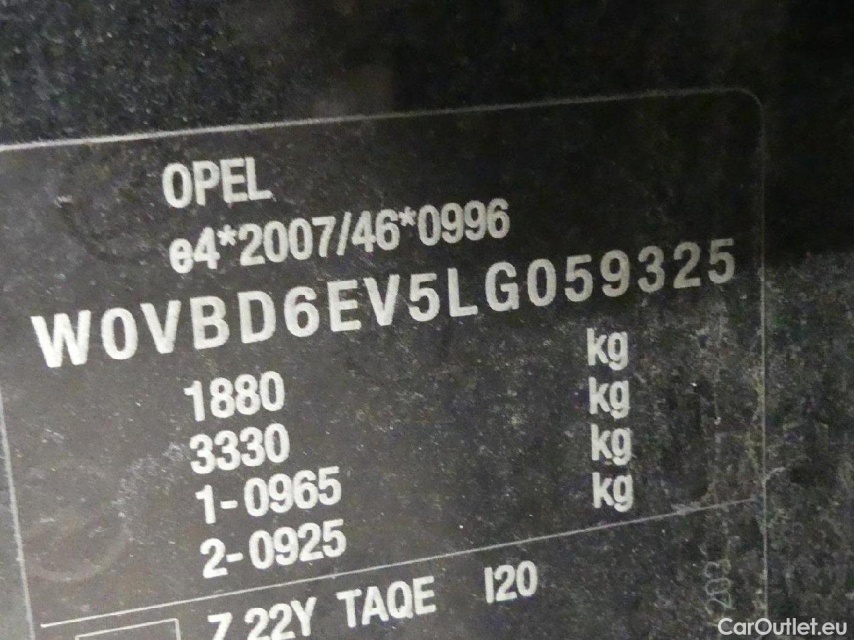 OPEL
e4*2007/46*0996
W0VBD6EV5LG059325
1880 kg
3330 kg
1-0965 kg
2-0925 kg
Z 22Y TAQE I20
CarOutlet.eu